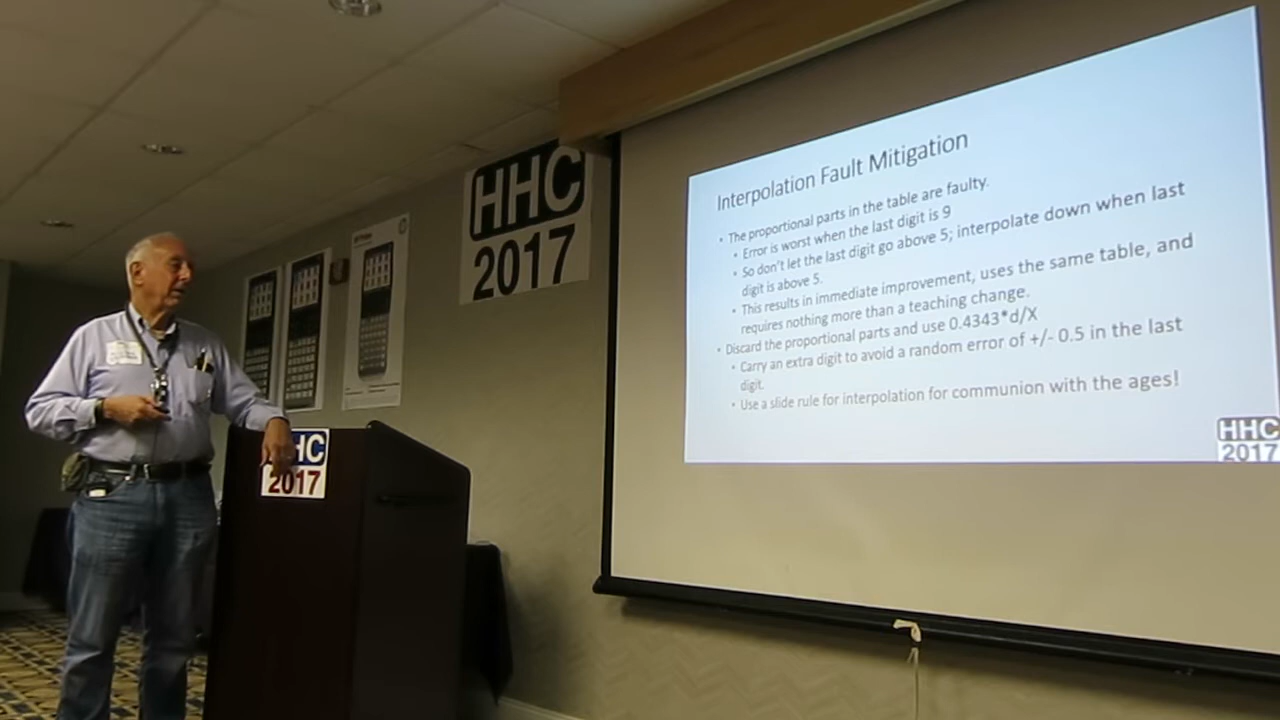 HHC
2017
HHC
2017
Interpolation Fault Mitigation
• The proportional parts in the table are faulty.
• Error is worst when the last digit is 9
• So don't let the last digit go above 5; interpolate down when last
digit is above 5.
• This results in immediate improvement, uses the same table, and
requires nothing more than a teaching change.
• Discard the proportional parts and use 0.4343*d/X
• Carry an extra digit to avoid a random error of +/- 0.5 in the last
digit.
• Use a slide rule for interpolation for communion with the ages!
HHC
2017